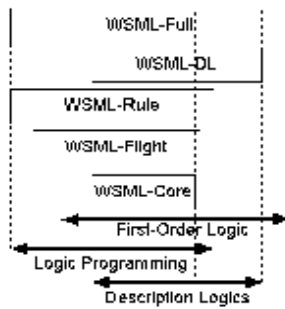 WSML-Full
WSML-DL
WSML-Rule
WSML-Flight
WSML-Core
First-Order Logic
Logic Programming
Description Logics